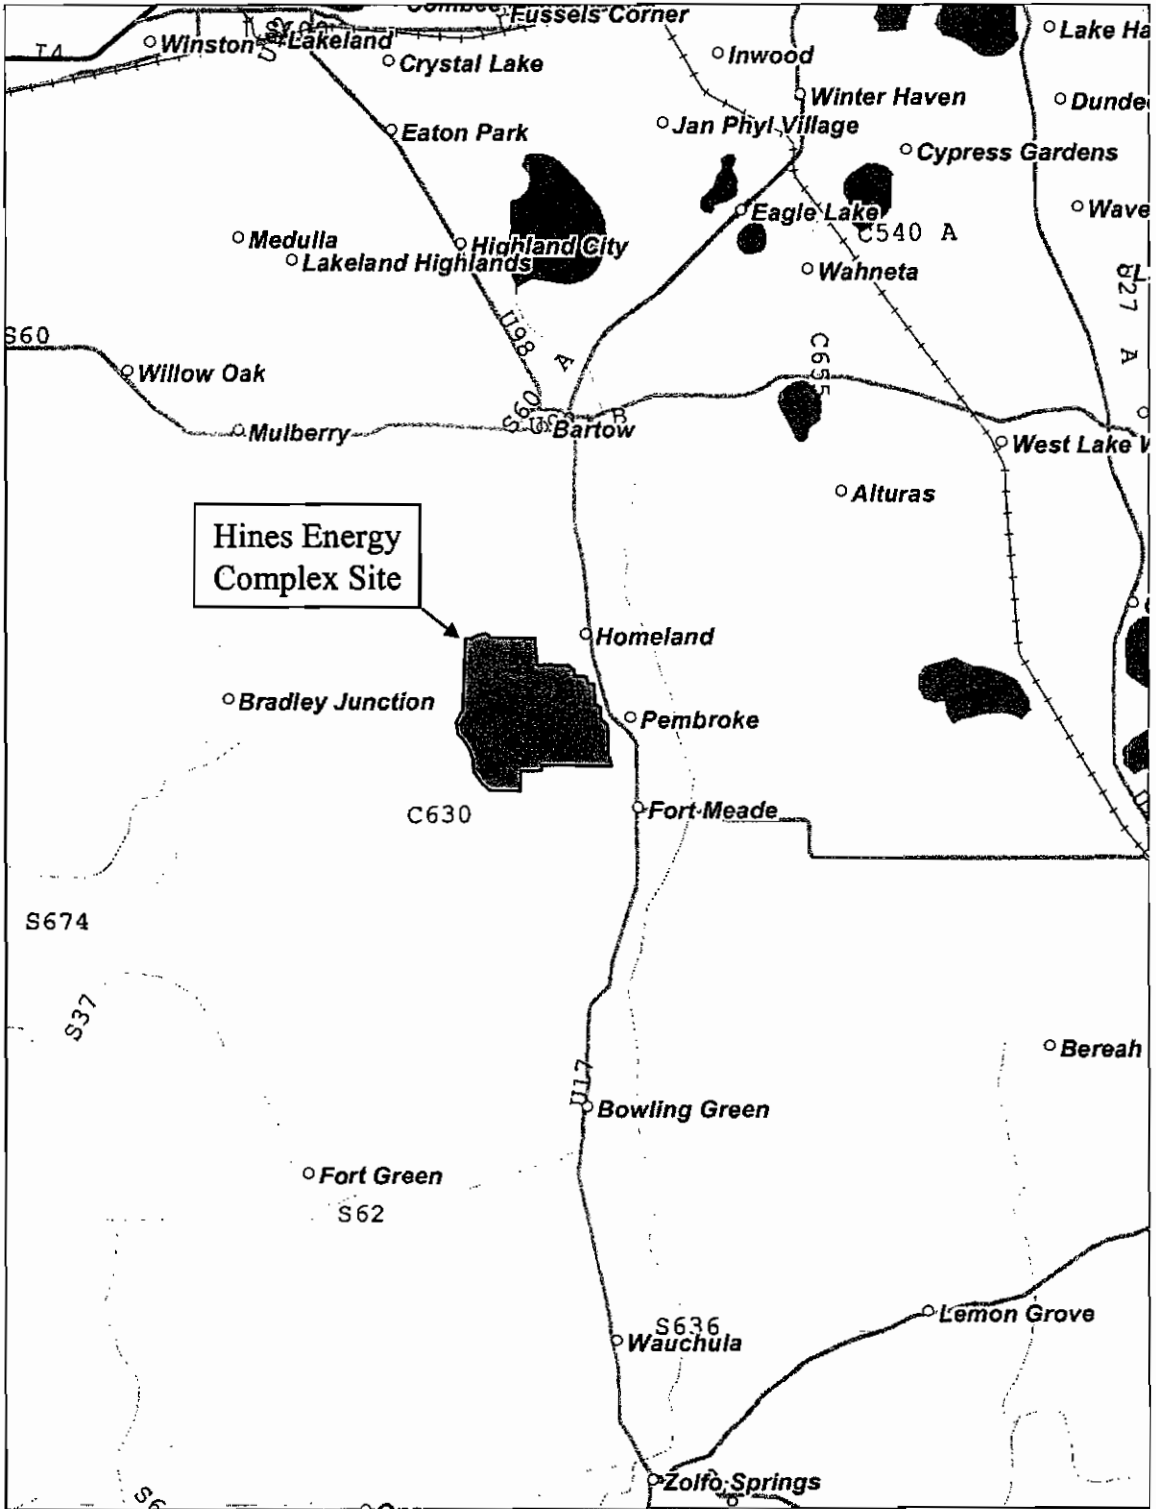 Fussels Corner
Lake Ha
I4
Winston
Lakeland
Inwood
Crystal Lake
Winter Haven
Dunde
Eaton Park
Jan Phyl Village
Cypress Gardens
Wave
Eagle Lake
C540 A
Medulla
Highland City
Lakeland Highlands
Wahneta
U27 A
S60
U98 A
C655
Willow Oak
S60
B
Mulberry
Bartow
West Lake W
Alturas
Hines Energy
Complex Site
Homeland
Bradley Junction
Pembroke
C630
Fort Meade
S674
S37
Bereah
U17
Bowling Green
Fort Green
S62
Lemon Grove
S636
Wauchula
Zolfo Springs